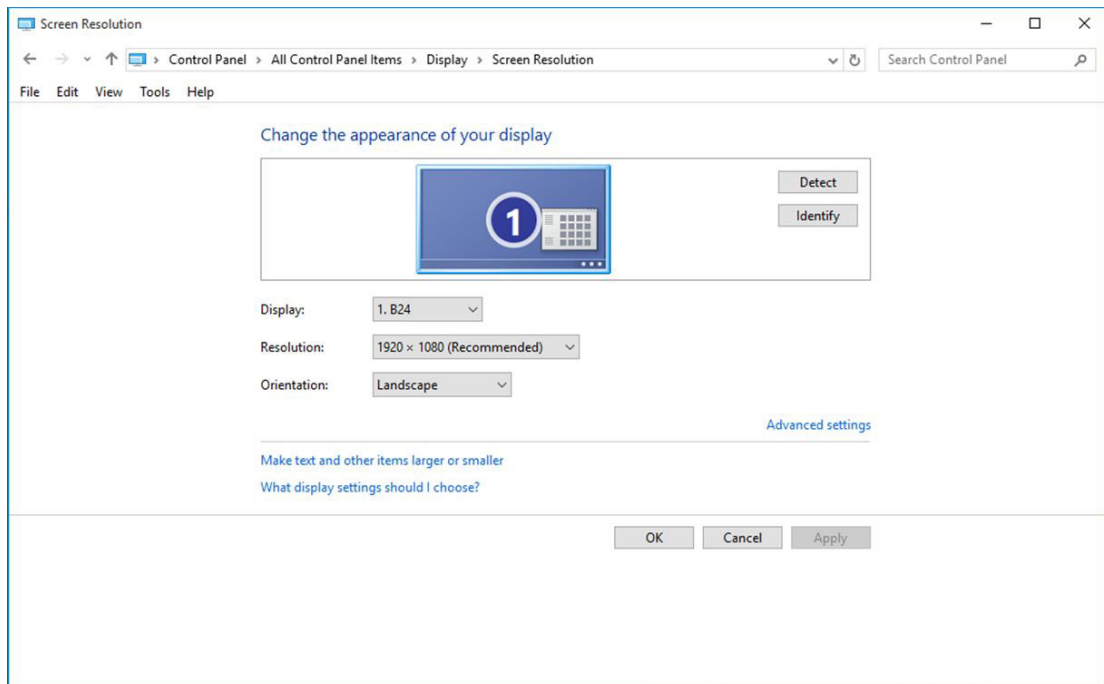 Screen Resolution
Control Panel > All Control Panel Items > Display > Screen Resolution
Search Control Panel
File Edit View Tools Help
Change the appearance of your display
1
Detect
Identify
Display: 1. B24
Resolution: 1920 × 1080 (Recommended)
Orientation: Landscape
Advanced settings
Make text and other items larger or smaller
What display settings should I choose?
OK Cancel Apply